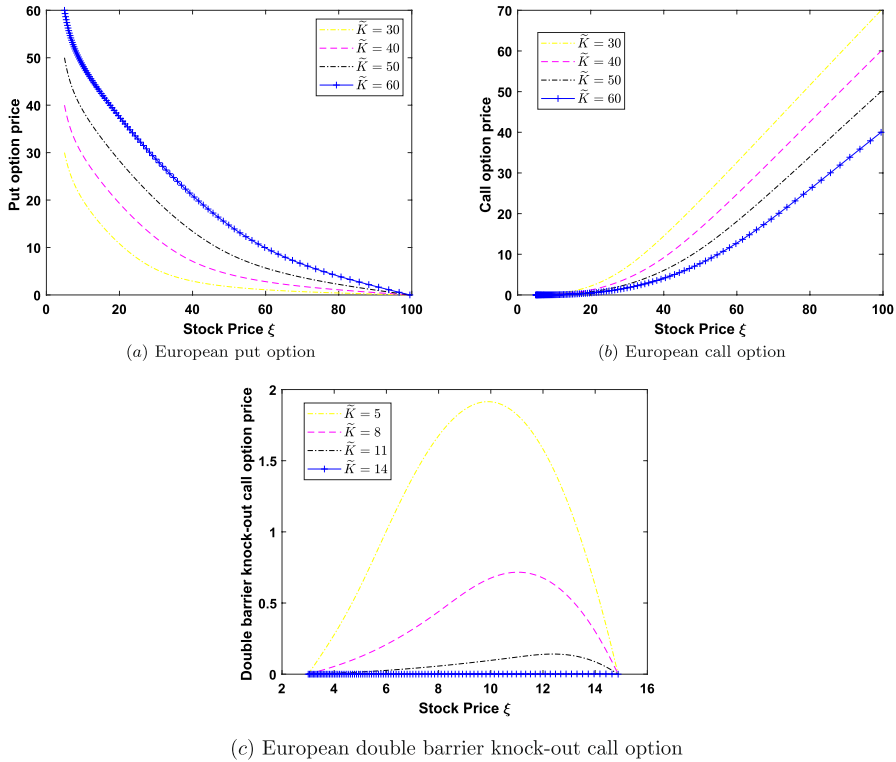 60
50
40
30
20
10
0
Put option price
K̃ = 30
K̃ = 40
K̃ = 50
K̃ = 60
0 20 40 60 80 100
Stock Price ξ
(a) European put option
70
60
50
40
30
20
10
0
Call option price
K̃ = 30
K̃ = 40
K̃ = 50
K̃ = 60
0 20 40 60 80 100
Stock Price ξ
(b) European call option
2
1.5
1
0.5
0
Double barrier knock-out call option price
K̃ = 5
K̃ = 8
K̃ = 11
K̃ = 14
2 4 6 8 10 12 14 16
Stock Price ξ
(c) European double barrier knock-out call option